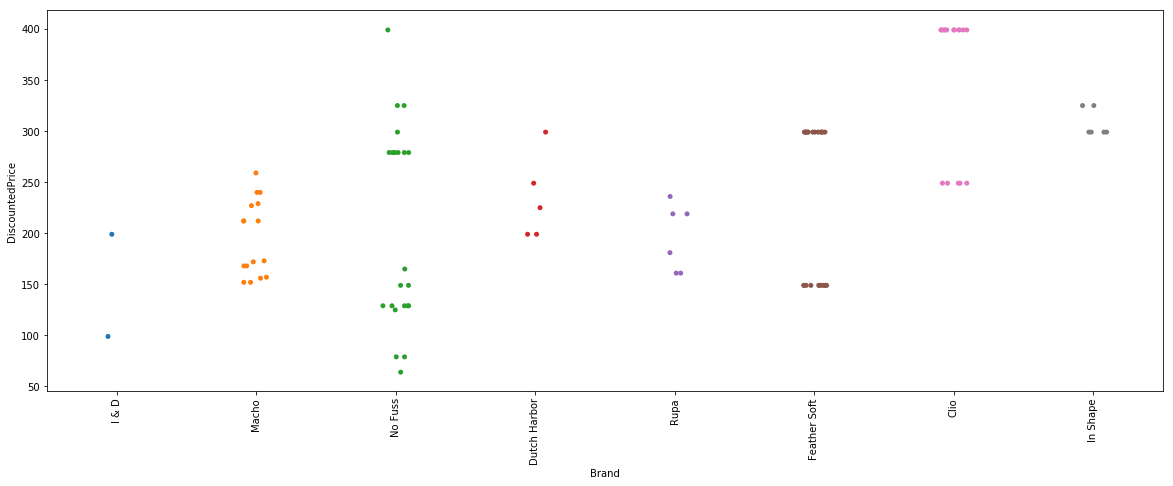 DiscountedPrice
400
350
300
250
200
150
100
50
I & D
Macho
No Fuss
Dutch Harbor
Rupa
Feather Soft
Clio
In Shape
Brand